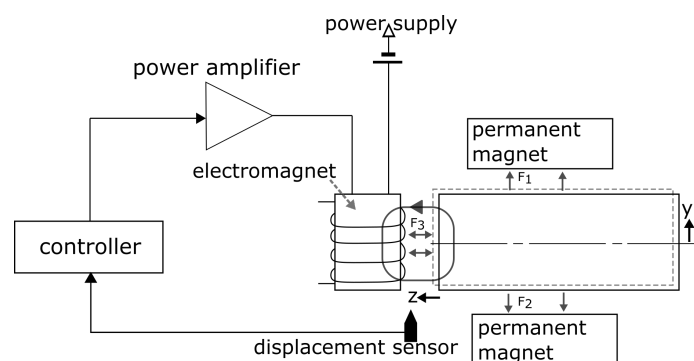 power supply
power amplifier
permanent
magnet
F1
electromagnet
F3
y
controller
z
F2
displacement sensor
permanent
magnet